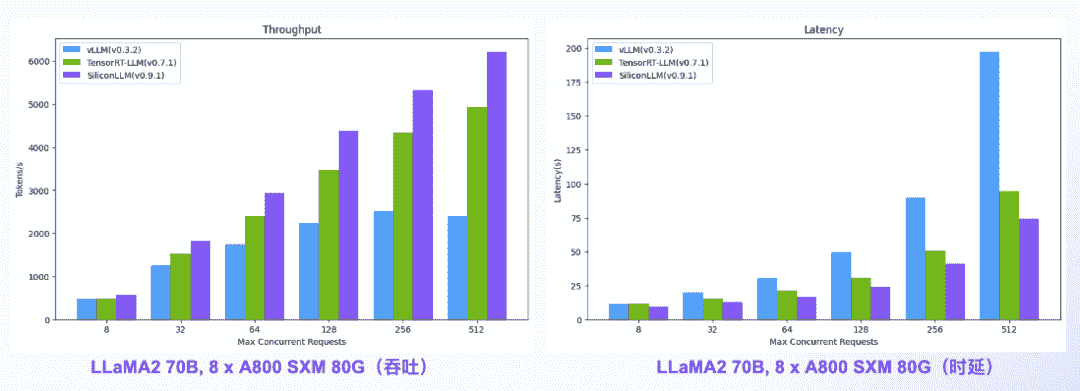 Throughput
vLLM(v0.3.2)
TensorRT-LLM(v0.7.1)
SiliconLLM(v0.9.1)
Tokens/s
6000
5000
4000
3000
2000
1000
0
8 32 64 128 256 512
Max Concurrent Requests
LLaMA2 70B, 8 x A800 SXM 80G（吞吐）
Latency
vLLM(v0.3.2)
TensorRT-LLM(v0.7.1)
SiliconLLM(v0.9.1)
Latency(s)
200
175
150
125
100
75
50
25
0
8 32 64 128 256 512
Max Concurrent Requests
LLaMA2 70B, 8 x A800 SXM 80G（时延）